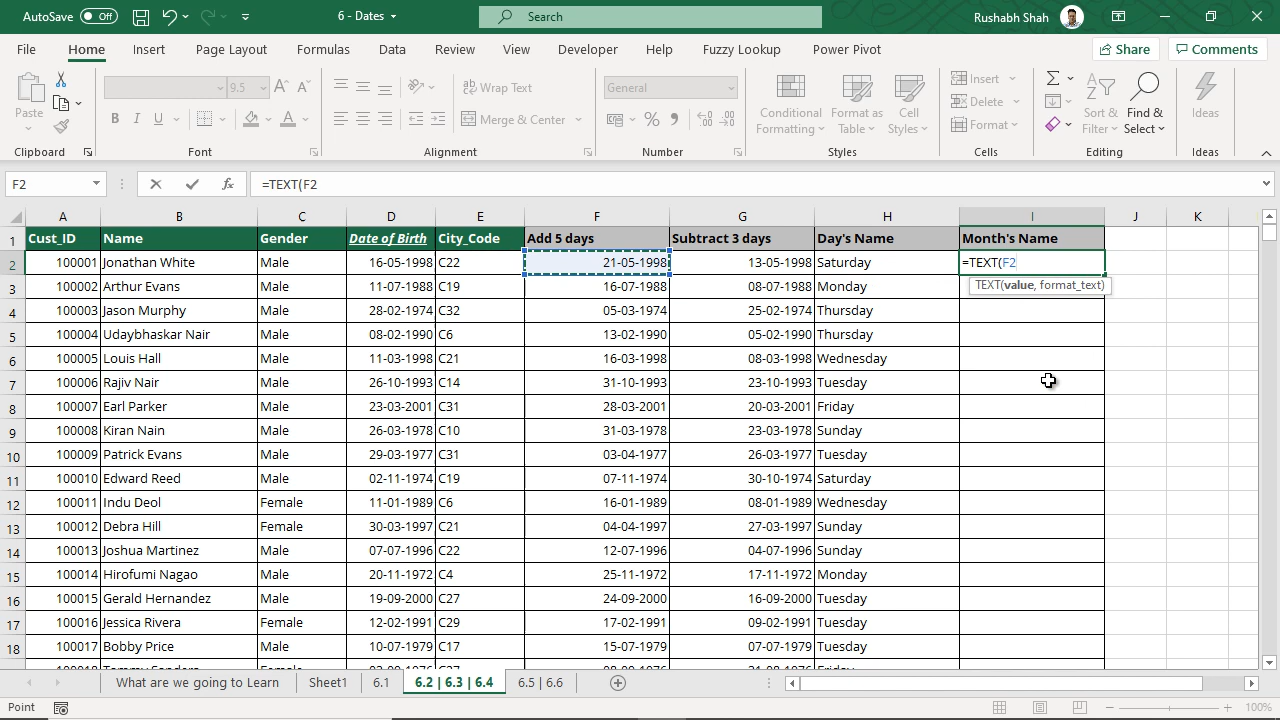 AutoSave Off 6 - Dates Search Rushabh Shah
File Home Insert Page Layout Formulas Data Review View Developer Help Fuzzy Lookup Power Pivot Share Comments
Paste 9.5 A A Wrap Text General Conditional Formatting Format as Table Cell Styles Insert Delete Format Sort & Filter Find & Select Ideas
B I U A Merge & Center % ,
Clipboard Font Alignment Number Styles Cells Editing Ideas
F2 fx =TEXT(F2
A B C D E F G H I J K
1 Cust_ID Name Gender Date of Birth City_Code Add 5 days Subtract 3 days Day's Name Month's Name
2 100001 Jonathan White Male 16-05-1998 C22 21-05-1998 13-05-1998 Saturday =TEXT(F2
TEXT(value, format_text)
3 100002 Arthur Evans Male 11-07-1988 C19 16-07-1988 08-07-1988 Monday
4 100003 Jason Murphy Male 28-02-1974 C32 05-03-1974 25-02-1974 Thursday
5 100004 Udaybhaskar Nair Male 08-02-1990 C6 13-02-1990 05-02-1990 Thursday
6 100005 Louis Hall Male 11-03-1998 C21 16-03-1998 08-03-1998 Wednesday
7 100006 Rajiv Nair Male 26-10-1993 C14 31-10-1993 23-10-1993 Tuesday
8 100007 Earl Parker Male 23-03-2001 C31 28-03-2001 20-03-2001 Friday
9 100008 Kiran Nain Male 26-03-1978 C10 31-03-1978 23-03-1978 Sunday
10 100009 Patrick Evans Male 29-03-1977 C31 03-04-1977 26-03-1977 Tuesday
11 100010 Edward Reed Male 02-11-1974 C19 07-11-1974 30-10-1974 Saturday
12 100011 Indu Deol Female 11-01-1989 C6 16-01-1989 08-01-1989 Wednesday
13 100012 Debra Hill Female 30-03-1997 C21 04-04-1997 27-03-1997 Sunday
14 100013 Joshua Martinez Male 07-07-1996 C22 12-07-1996 04-07-1996 Sunday
15 100014 Hirofumi Nagao Male 20-11-1972 C4 25-11-1972 17-11-1972 Monday
16 100015 Gerald Hernandez Male 19-09-2000 C27 24-09-2000 16-09-2000 Tuesday
17 100016 Jessica Rivera Female 12-02-1991 C29 17-02-1991 09-02-1991 Tuesday
18 100017 Bobby Price Male 10-07-1979 C17 15-07-1979 07-07-1979 Tuesday
What are we going to Learn Sheet1 6.1 6.2 | 6.3 | 6.4 6.5 | 6.6
Point 100%